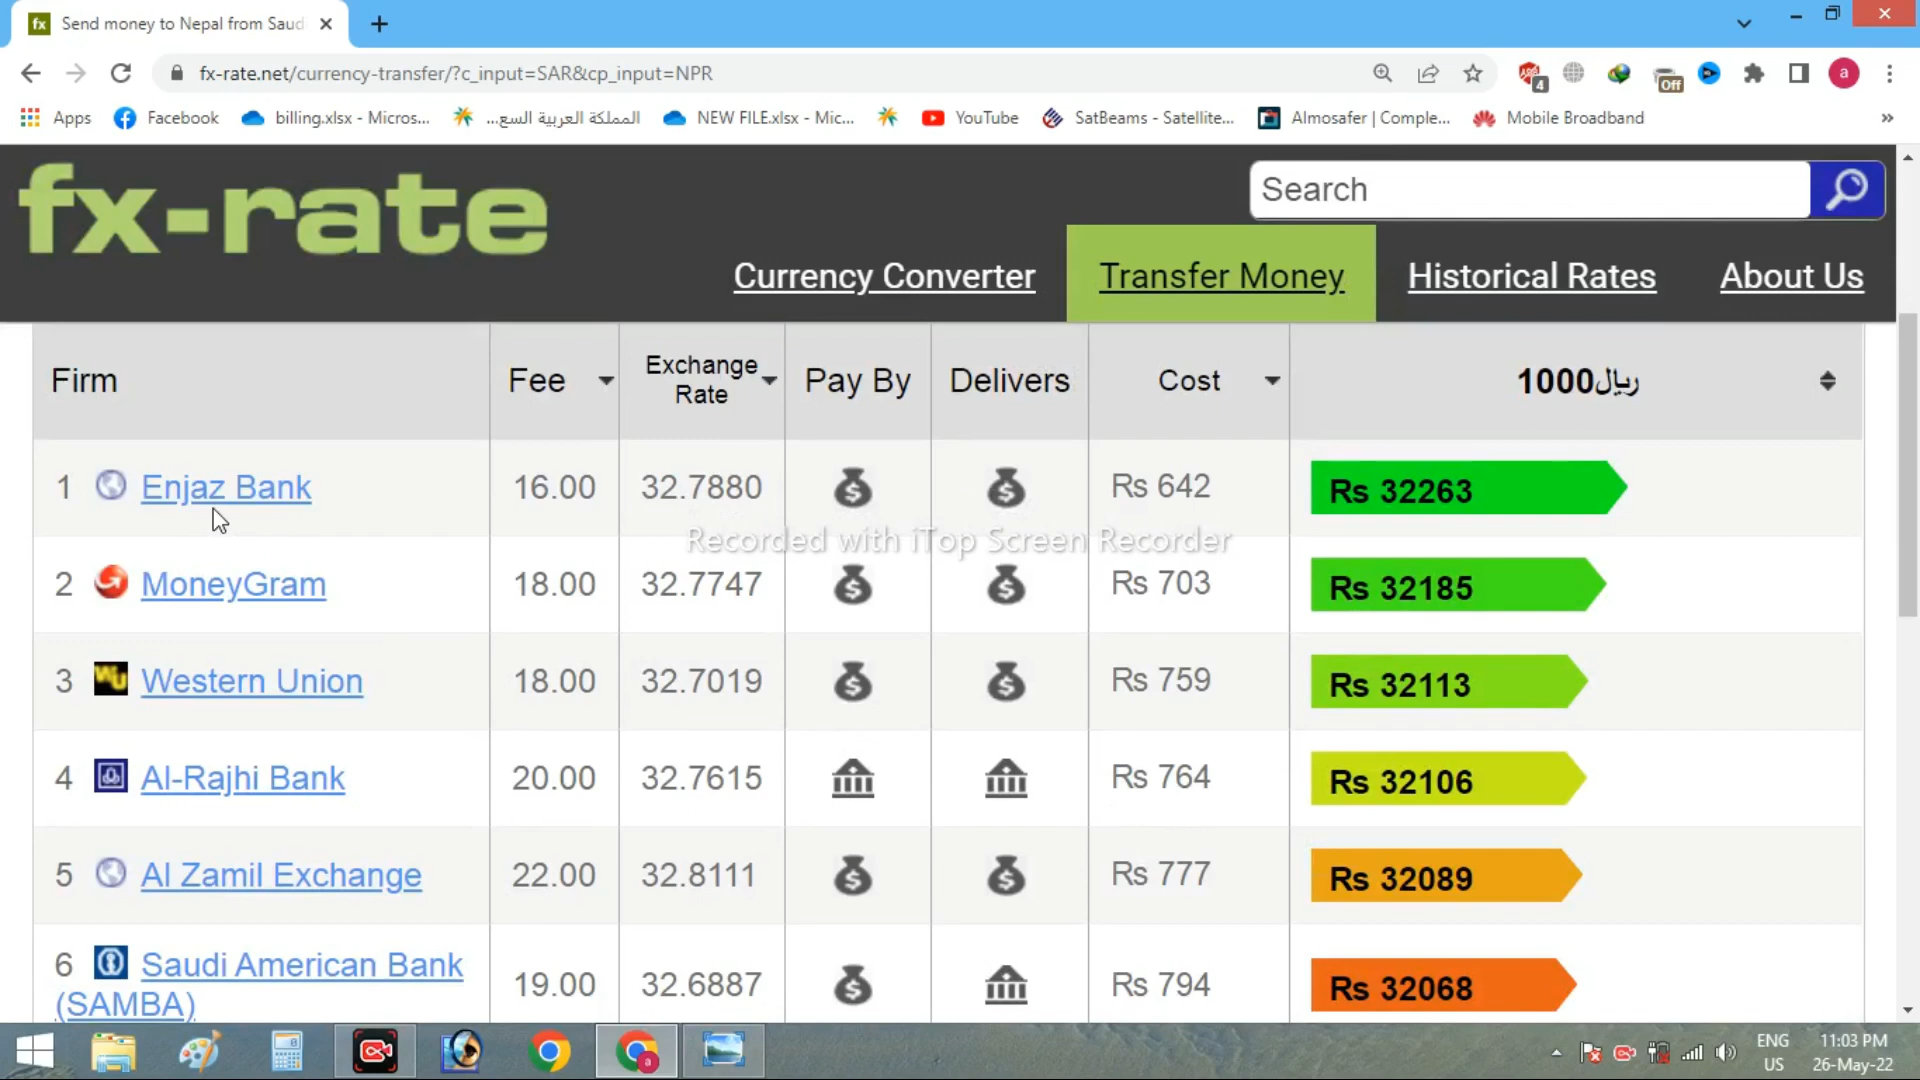 fx Send money to Nepal from Saud
fx-rate.net/currency-transfer/?c_input=SAR&cp_input=NPR
4
Off
a
Apps Facebook billing.xlsx - Micros... المملكة العربية السع... NEW FILE.xlsx - Mic... YouTube SatBeams - Satellite... Almosafer | Comple... Mobile Broadband »
fx-rate
Search
Currency Converter Transfer Money Historical Rates About Us
Firm Fee Exchange Rate Pay By Delivers Cost 1000ریال
1 Enjaz Bank 16.00 32.7880 Rs 642 Rs 32263
Recorded with iTop Screen Recorder
2 MoneyGram 18.00 32.7747 Rs 703 Rs 32185
3 WU Western Union 18.00 32.7019 Rs 759 Rs 32113
4 Al-Rajhi Bank 20.00 32.7615 Rs 764 Rs 32106
5 Al Zamil Exchange 22.00 32.8111 Rs 777 Rs 32089
6 Saudi American Bank 19.00 32.6887 Rs 794 Rs 32068
(SAMBA)
ENG 11:03 PM
US 26-May-22